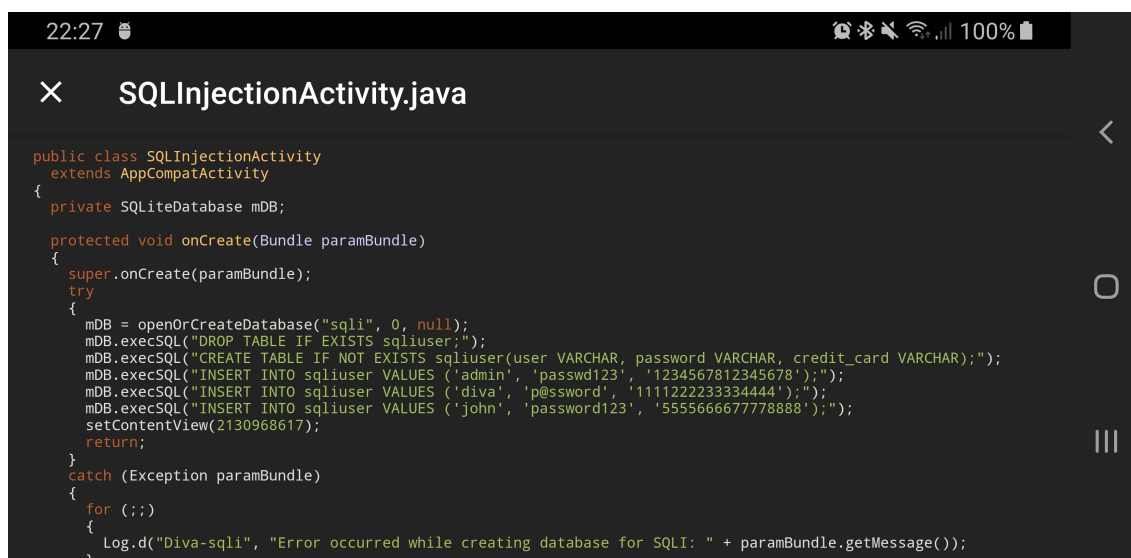 22:27 100%
SQLInjectionActivity.java
public class SQLInjectionActivity
extends AppCompatActivity
{
private SQLiteDatabase mDB;
protected void onCreate(Bundle paramBundle)
{
super.onCreate(paramBundle);
try
{
mDB = openOrCreateDatabase("sqli", 0, null);
mDB.execSQL("DROP TABLE IF EXISTS sqliuser;");
mDB.execSQL("CREATE TABLE IF NOT EXISTS sqliuser(user VARCHAR, password VARCHAR, credit_card VARCHAR);");
mDB.execSQL("INSERT INTO sqliuser VALUES ('admin', 'passwd123', '1234567812345678');");
mDB.execSQL("INSERT INTO sqliuser VALUES ('diva', 'p@ssword', '1111222233334444');");
mDB.execSQL("INSERT INTO sqliuser VALUES ('john', 'password123', '5555666677778888');");
setContentView(2130968617);
return;
}
catch (Exception paramBundle)
{
for (;;)
{
Log.d("Diva-sqli", "Error occurred while creating database for SQLI: " + paramBundle.getMessage());
}